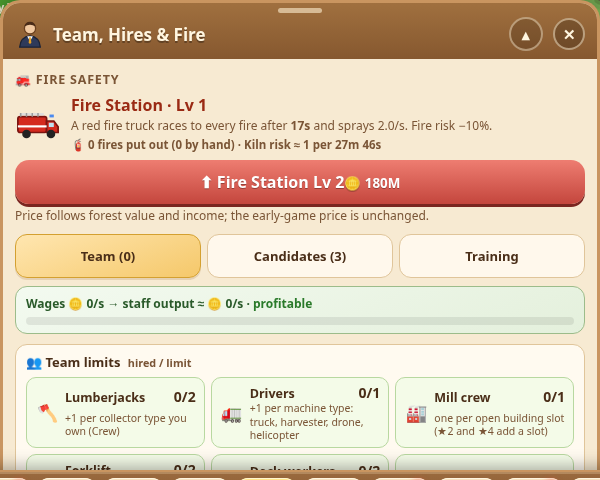 Team, Hires & Fire
FIRE SAFETY
Fire Station · Lv 1
A red fire truck races to every fire after 17s and sprays 2.0/s. Fire risk −10%.
0 fires put out (0 by hand) · Kiln risk ≈ 1 per 27m 46s
⬆ Fire Station Lv 2 180M
Price follows forest value and income; the early-game price is unchanged.
Team (0)
Candidates (3)
Training
Wages 0/s → staff output ≈ 0/s · profitable
Team limits hired / limit
Lumberjacks 0/2
+1 per collector type you
own (Crew)
Drivers 0/1
+1 per machine type:
truck, harvester, drone,
helicopter
Mill crew 0/1
one per open building slot
(★2 and ★4 add a slot)
Forklift 0/2
Dock workers